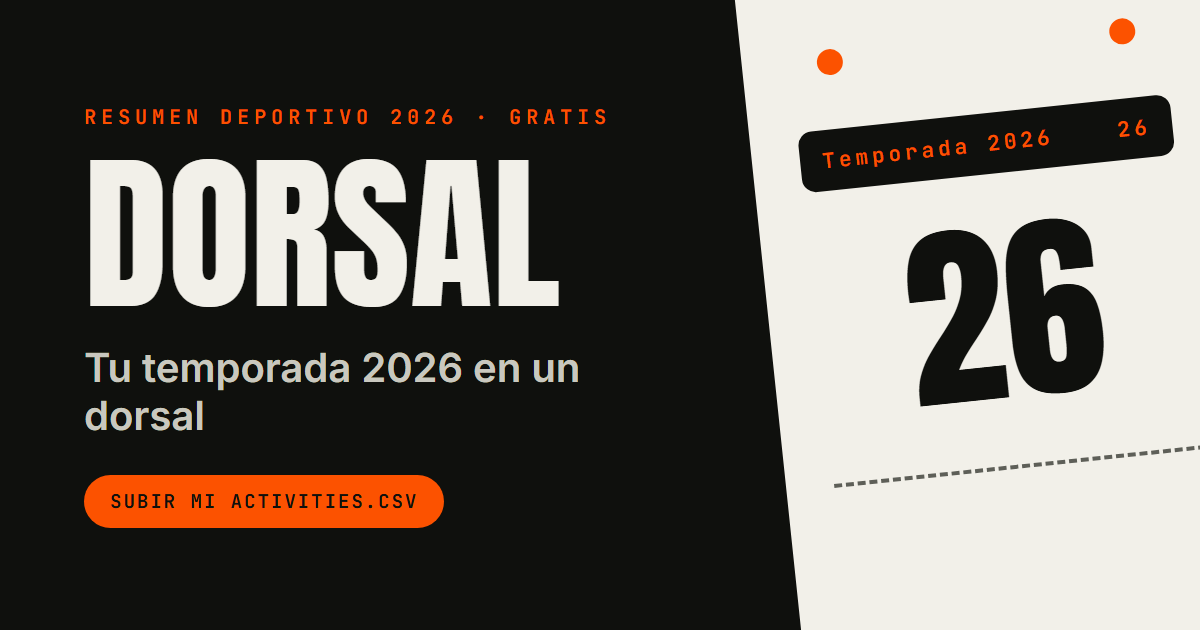 RESUMEN DEPORTIVO 2026 · GRATIS
DORSAL
Tu temporada 2026 en un
dorsal
SUBIR MI ACTIVITIES.CSV
Temporada 2026 26
26